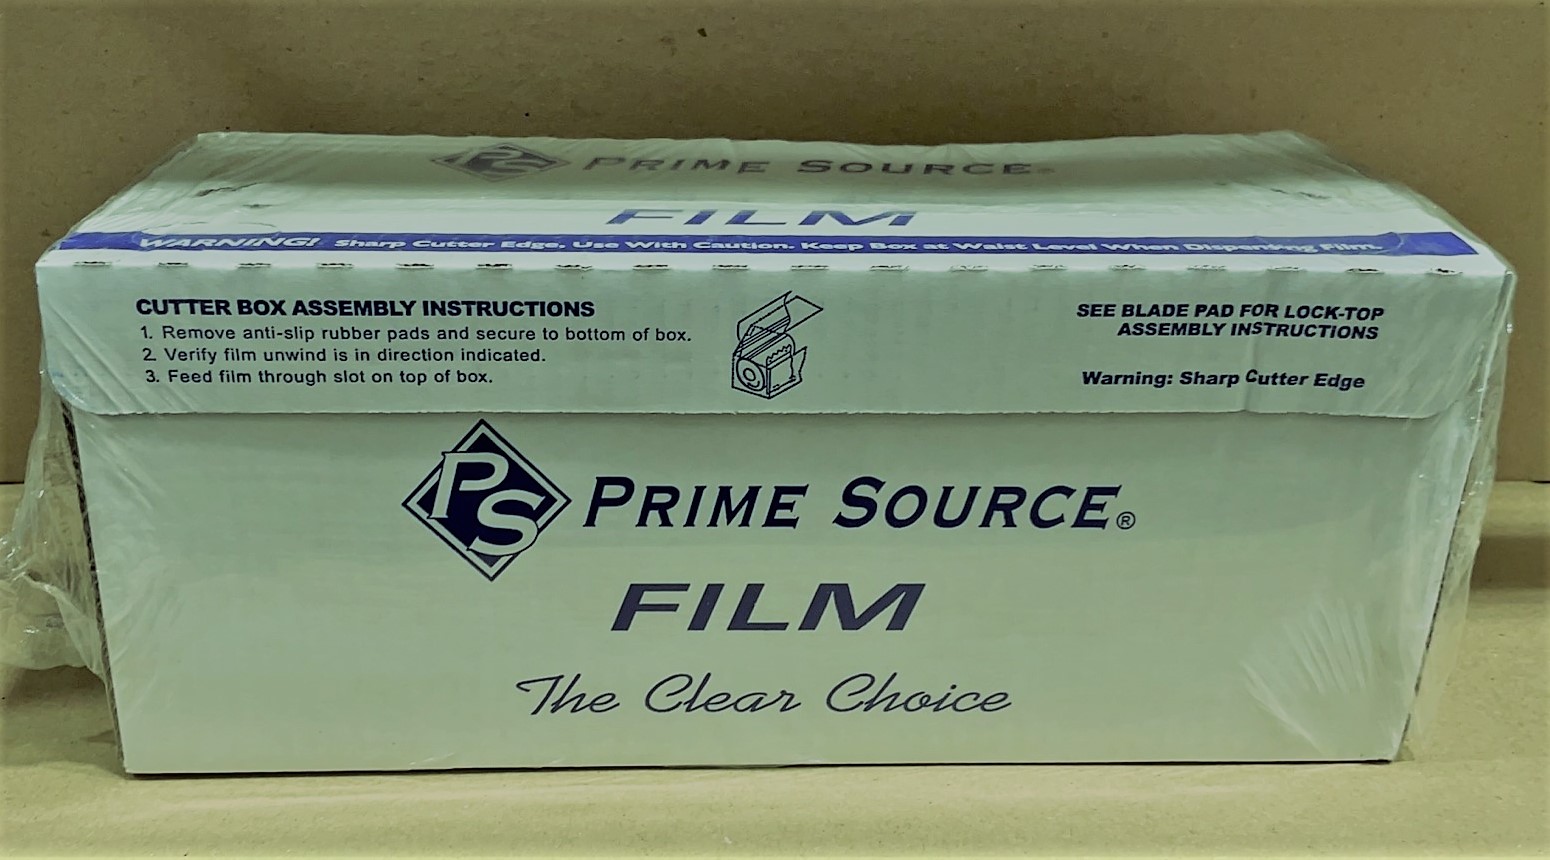 PS PRIME SOURCE®
FILM
WARNING! Sharp Cutter Edge. Use With Caution. Keep Box at Waist Level When Dispensing Film.
CUTTER BOX ASSEMBLY INSTRUCTIONS
1. Remove anti-slip rubber pads and secure to bottom of box.
2. Verify film unwind is in direction indicated.
3. Feed film through slot on top of box.
SEE BLADE PAD FOR LOCK-TOP
ASSEMBLY INSTRUCTIONS
Warning: Sharp Cutter Edge
PS PRIME SOURCE®
FILM
The Clear Choice